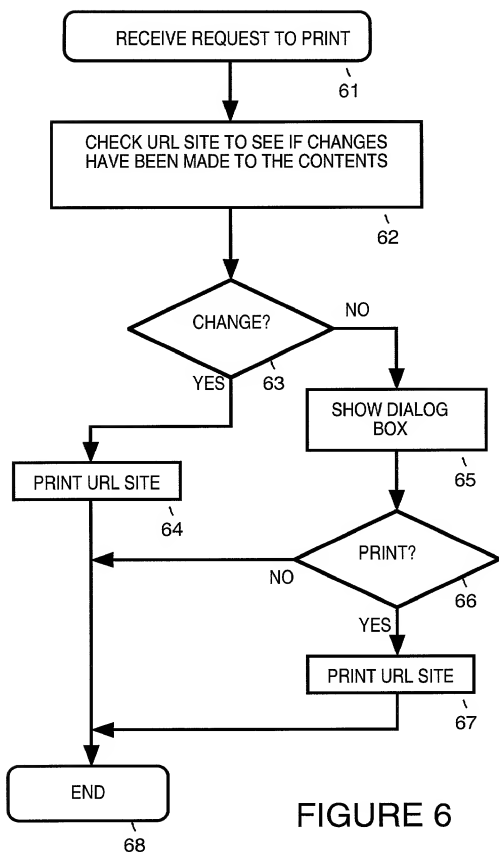 RECEIVE REQUEST TO PRINT
61
CHECK URL SITE TO SEE IF CHANGES
HAVE BEEN MADE TO THE CONTENTS
62
CHANGE?
NO
YES
63
SHOW DIALOG
BOX
65
PRINT URL SITE
64
PRINT?
NO
66
YES
PRINT URL SITE
67
END
68
FIGURE 6